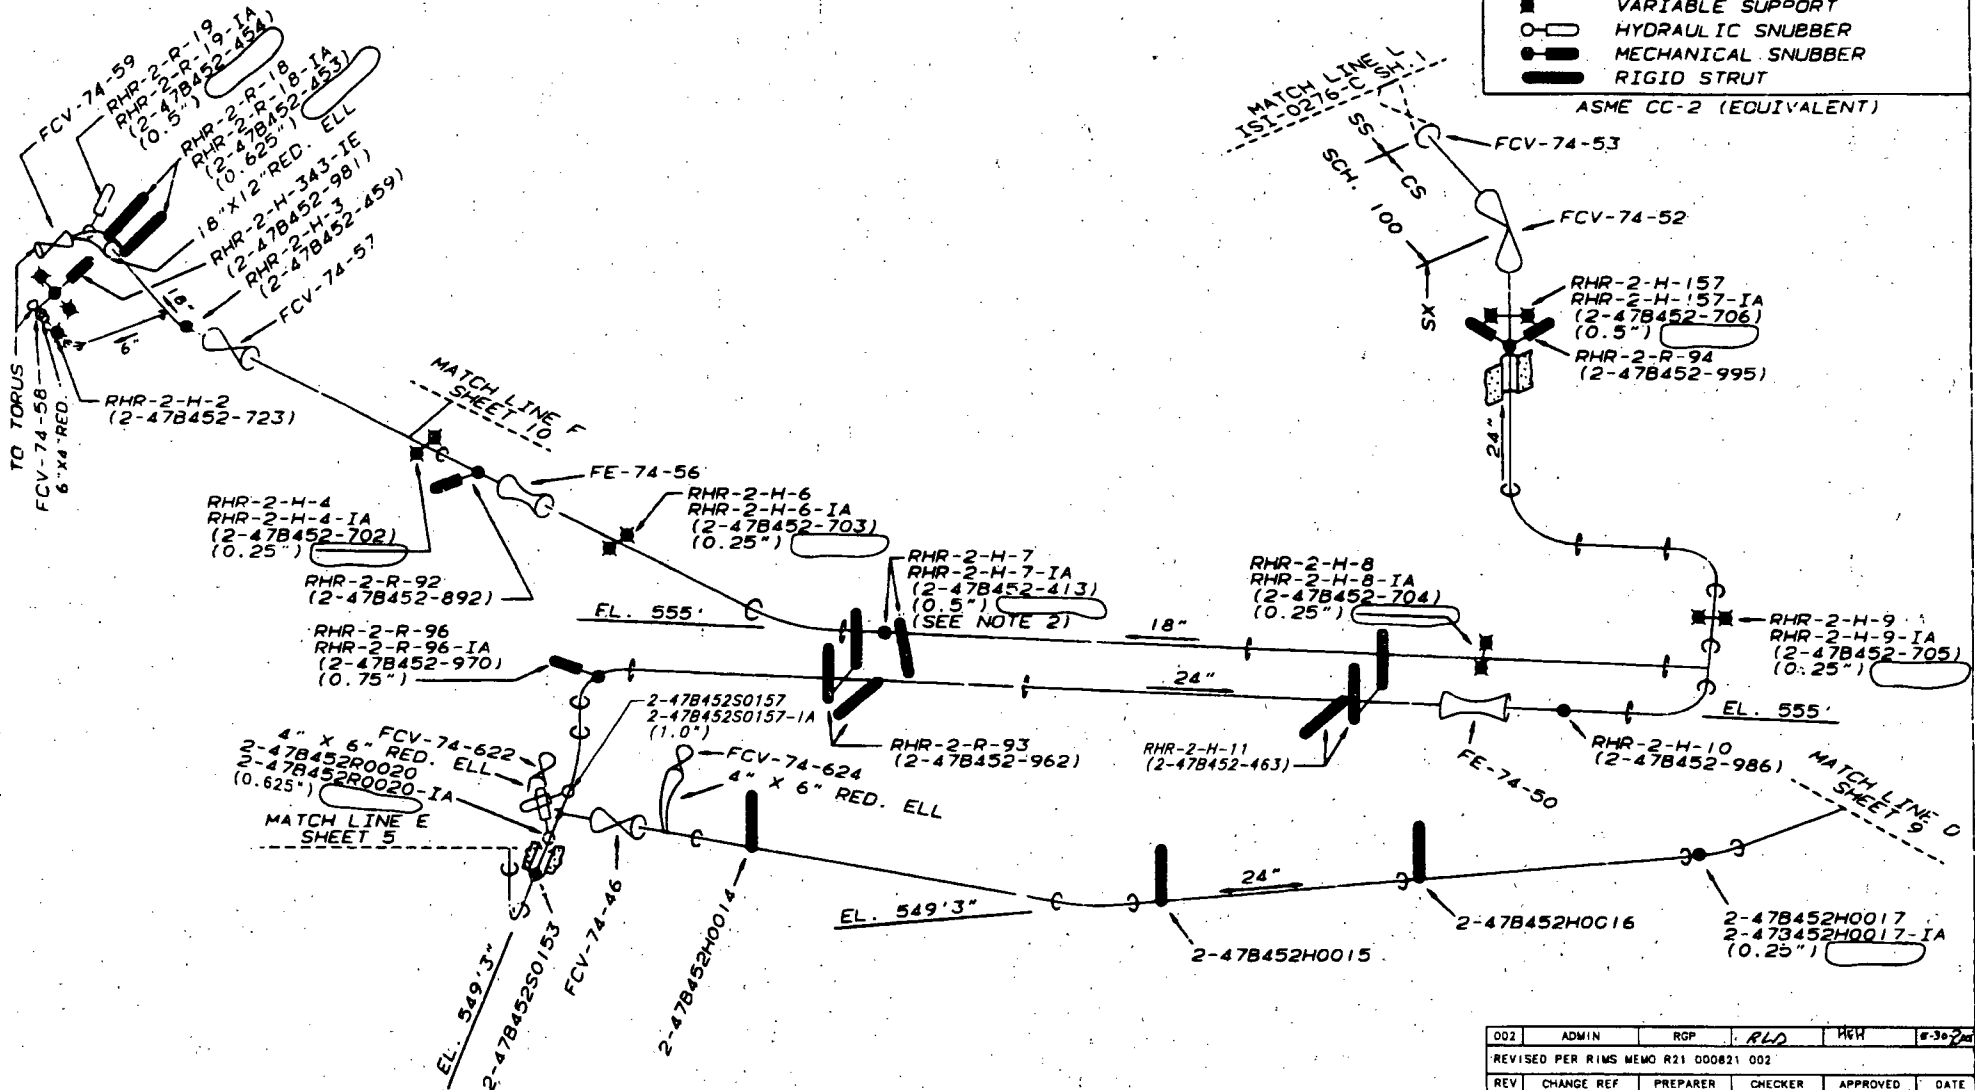 VARIABLE SUPPORT
HYDRAULIC SNUBBER
MECHANICAL SNUBBER
RIGID STRUT
ASME CC-2 (EQUIVALENT)
FCV-74-59
RHR-2-R-19
RHR-2-R-19-IA
(2-47B452-454)
(0.5")
RHR-2-R-18
RHR-2-R-18-IA
(2-47B452-453)
(0.625")
ELL
18"X12"RED.
RHR-2-H-343-IE
(2-47B452-981)
RHR-2-H-3
(2-47B452-459)
FCV-74-57
18"
6"
TO TORUS
FCV-74-58
6"X4"RED.
RHR-2-H-2
(2-47B452-723)
MATCH LINE F
SHEET 10
MATCH LINE L
ISI-0276-C SH.1
SS
CS
SCH.
100
XS
FCV-74-53
FCV-74-52
RHR-2-H-157
RHR-2-H-157-IA
(2-47B452-706)
(0.5")
RHR-2-R-94
(2-47B452-995)
24"
FE-74-56
RHR-2-H-4
RHR-2-H-4-IA
(2-47B452-702)
(0.25")
RHR-2-R-92
(2-47B452-892)
RHR-2-H-6
RHR-2-H-6-IA
(2-47B452-703)
(0.25")
RHR-2-H-7
RHR-2-H-7-IA
(2-47B452-413)
(0.5")
(SEE NOTE 2)
RHR-2-H-8
RHR-2-H-8-IA
(2-47B452-704)
(0.25")
RHR-2-H-9
RHR-2-H-9-IA
(2-47B452-705)
(0.25")
EL. 555'
18"
RHR-2-R-96
RHR-2-R-96-IA
(2-47B452-970)
(0.75")
24"
EL. 555'
2-47B452S0157
2-47B452S0157-IA
(1.0")
RHR-2-R-93
(2-47B452-962)
RHR-2-H-11
(2-47B452-463)
FE-74-50
RHR-2-H-10
(2-47B452-986)
MATCH LINE D
SHEET 9
FCV-74-622
4" X 6" RED. ELL
2-47B452R0020
2-47B452R0020-IA
(0.625")
FCV-74-624
4" X 6" RED. ELL
MATCH LINE E
SHEET 5
EL. 549'3"
2-47B452S0153
FCV-74-46
2-47B452H0014
EL. 549'3"
24"
2-47B452H0015
2-47B452H0016
2-47B452H0017
2-473452H0017-IA
(0.25")
002 ADMIN RGP RLD HGH
REVISED PER RIMS MEMO R21 000821 002
REV CHANGE REF PREPARER CHECKER APPROVED DATE